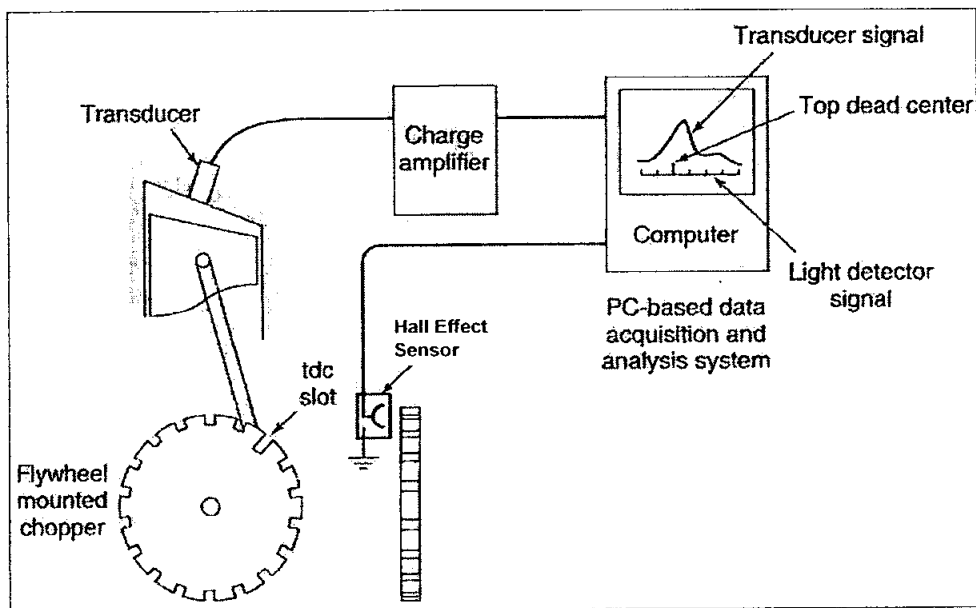 Transducer signal
Top dead center
Transducer
Charge
amplifier
Computer
Light detector
signal
PC-based data
acquisition and
analysis system
Hall Effect
Sensor
tdc
slot
Flywheel
mounted
chopper